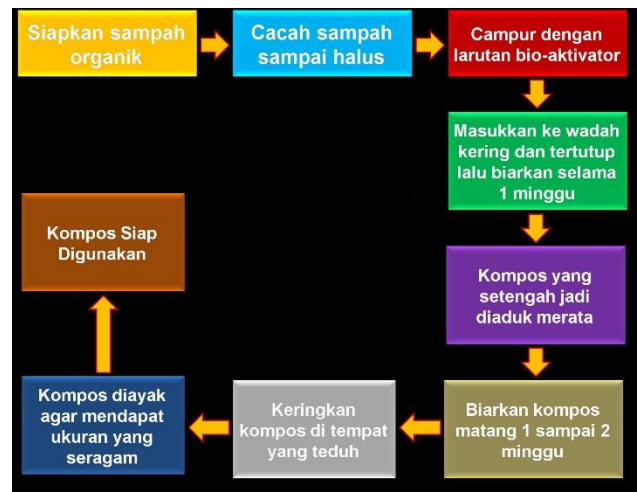 Siapkan sampah
organik
Cacah sampah
sampai halus
Campur dengan
larutan bio-aktivator
Masukkan ke wadah
kering dan tertutup
lalu biarkan selama
1 minggu
Kompos yang
setengah jadi
diaduk merata
Biarkan kompos
matang 1 sampai 2
minggu
Keringkan
kompos di tempat
yang teduh
Kompos diayak
agar mendapat
ukuran yang
seragam
Kompos Siap
Digunakan